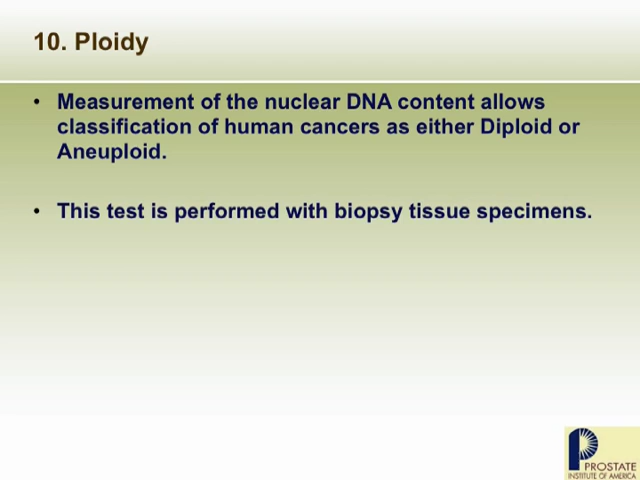 10. Ploidy
• Measurement of the nuclear DNA content allows
classification of human cancers as either Diploid or
Aneuploid.
• This test is performed with biopsy tissue specimens.
PROSTATE
INSTITUTE OF AMERICA